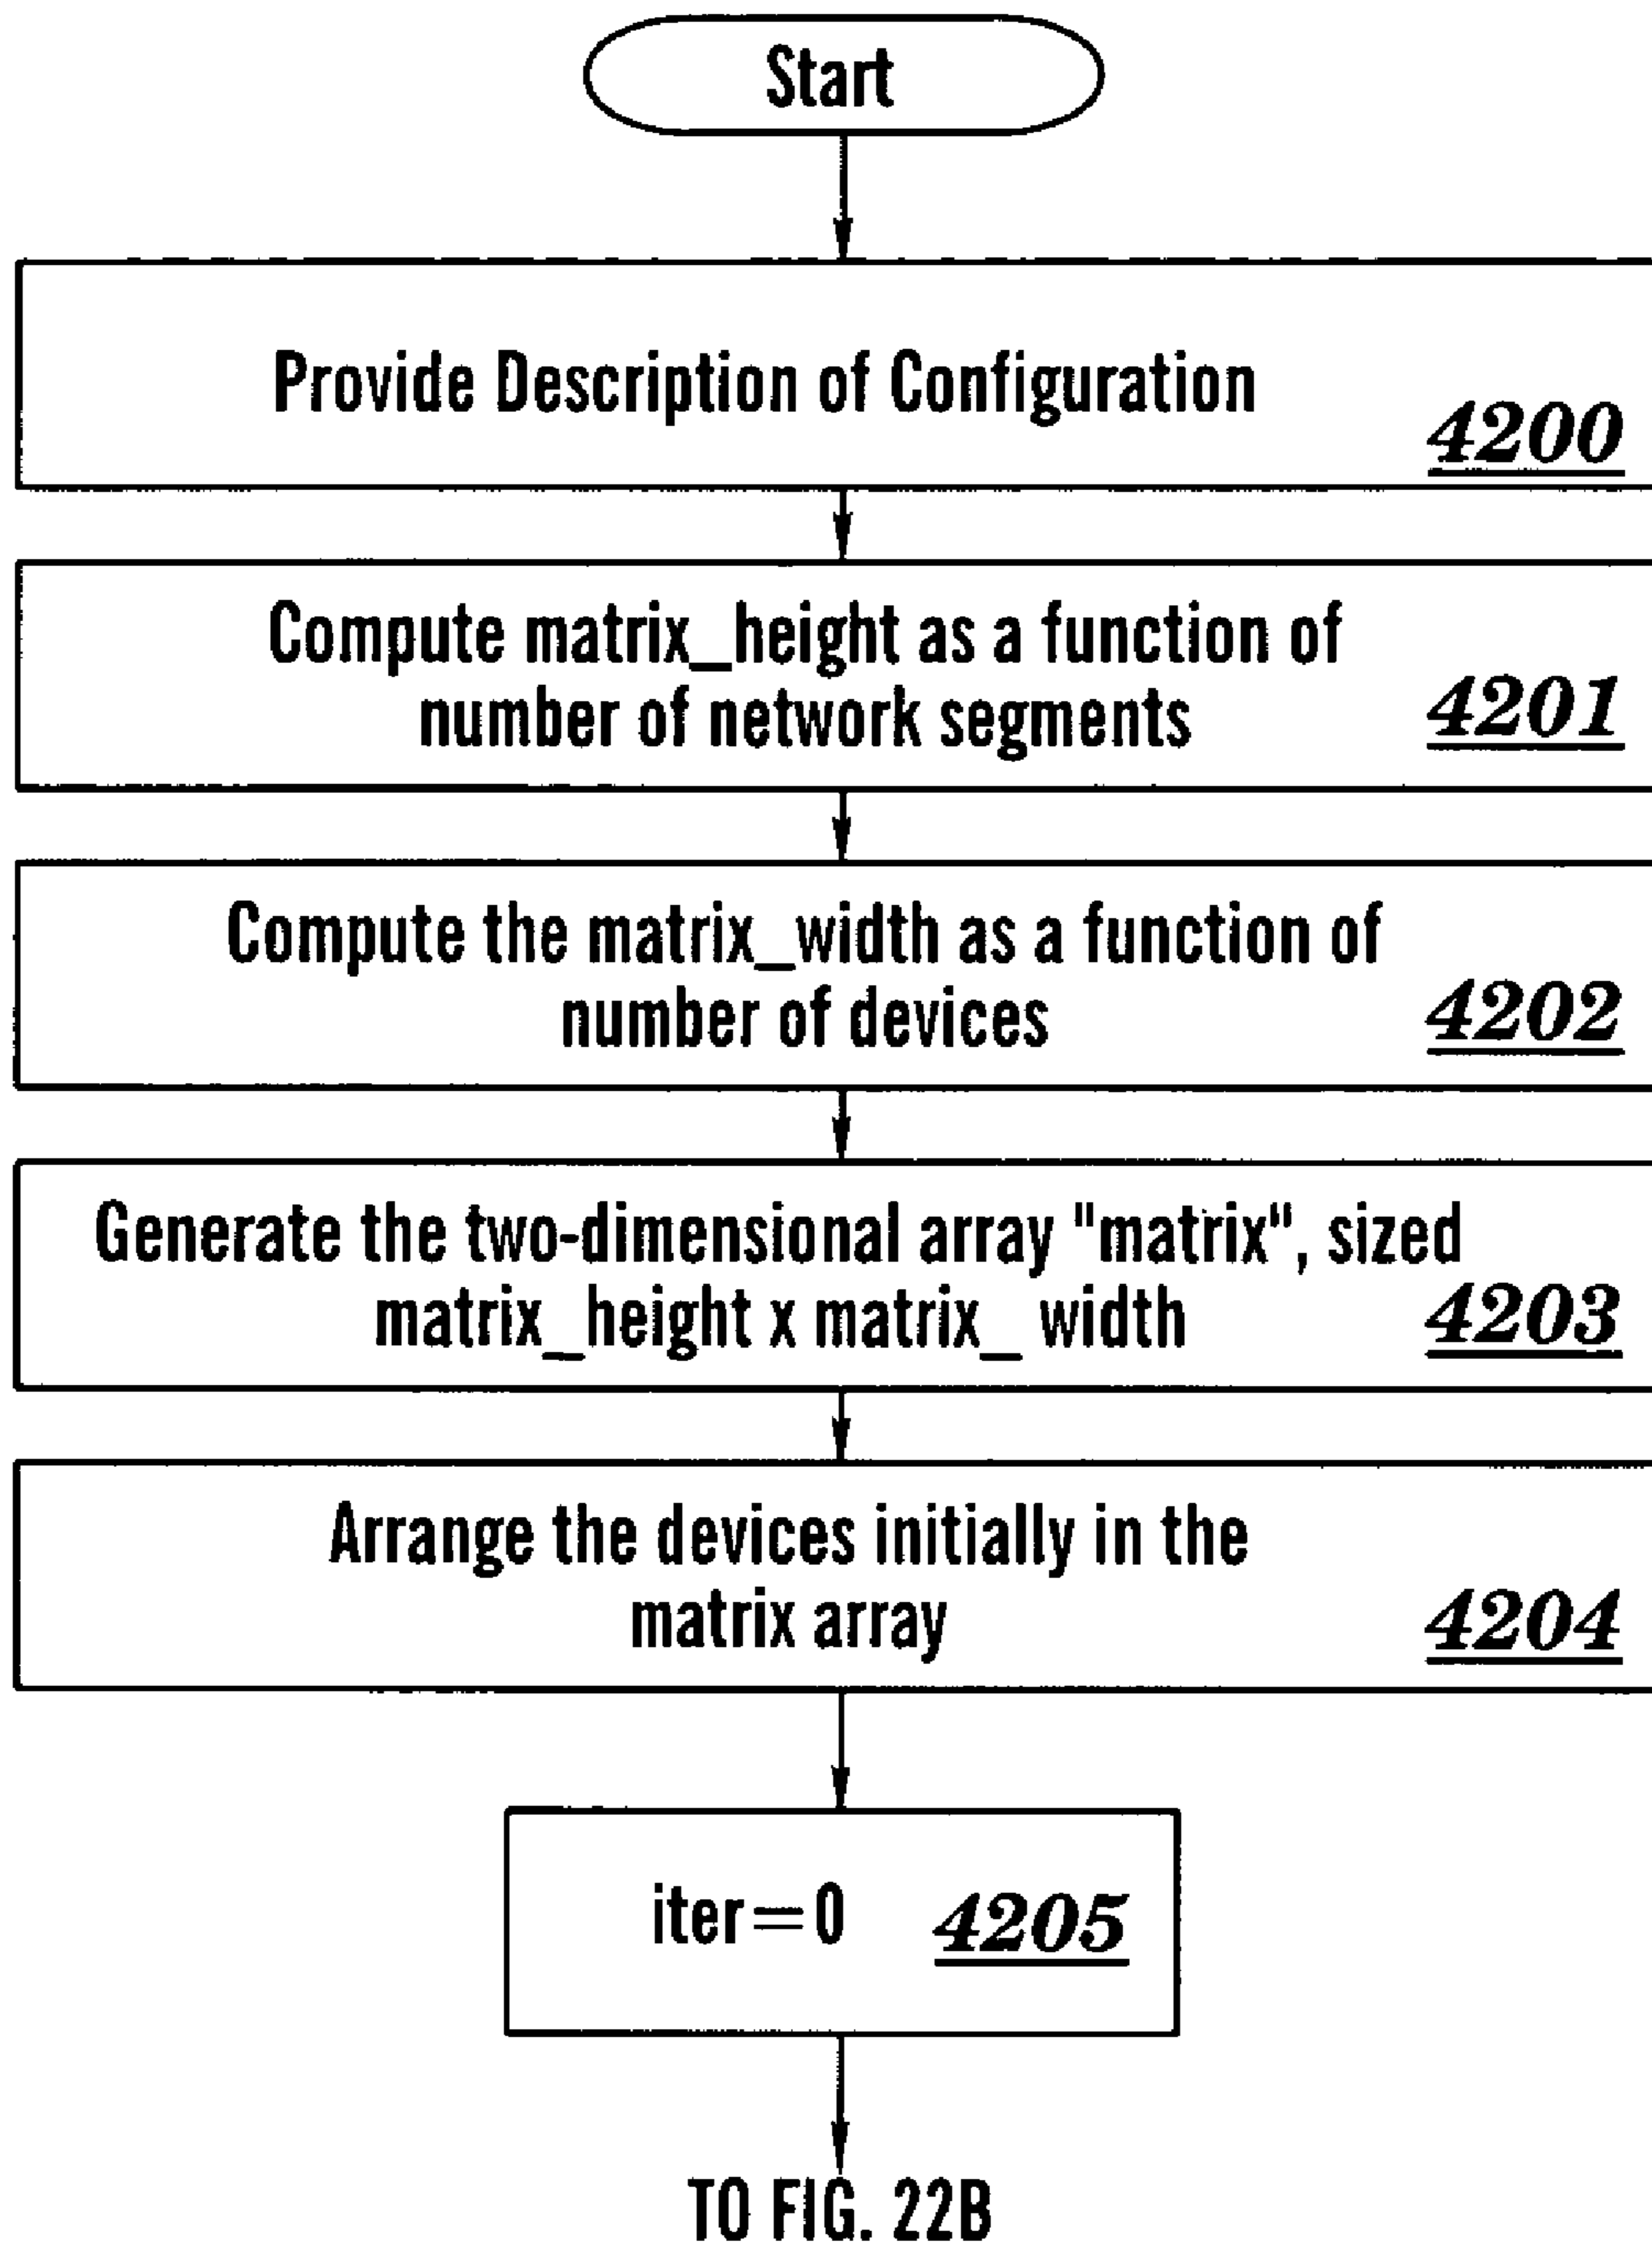 Start
Provide Description of Configuration
4200
Compute matrix_height as a function of
number of network segments
4201
Compute the matrix_width as a function of
number of devices
4202
Generate the two-dimensional array "matrix", sized
matrix_height x matrix_ width
4203
Arrange the devices initially in the
matrix array
4204
iter=0 4205
TO FIG. 22B